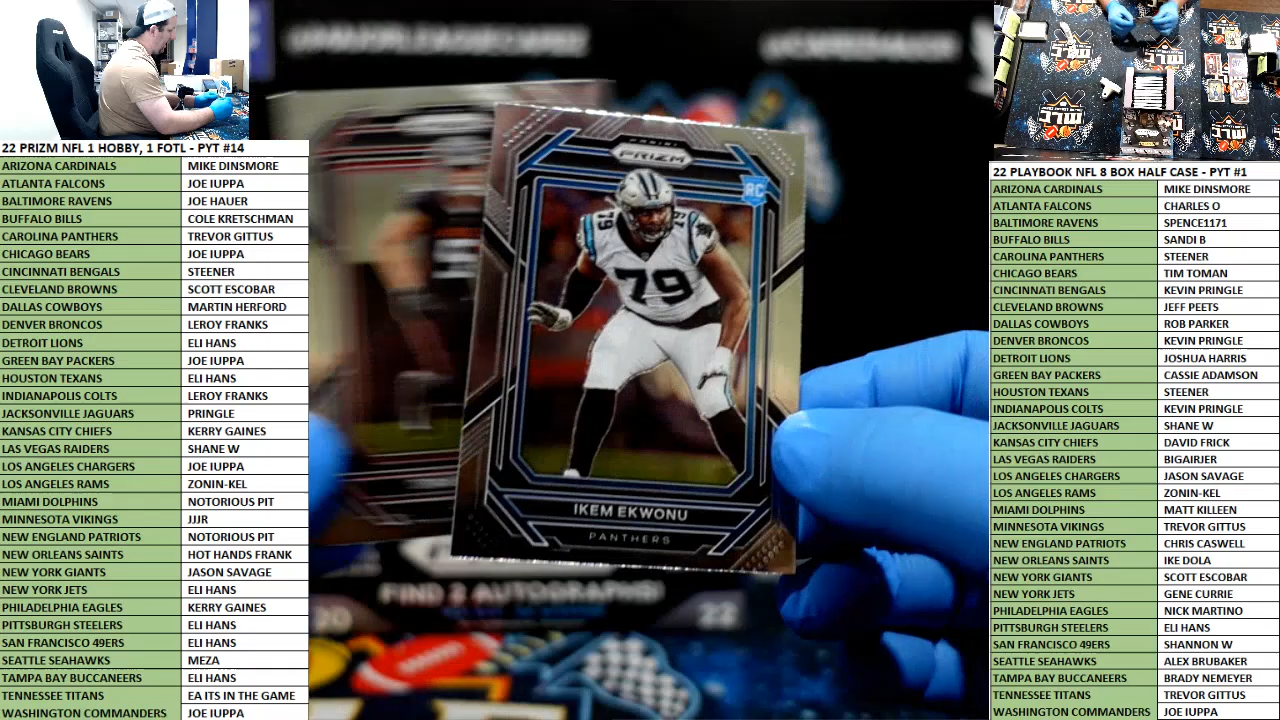 22 PRIZM NFL 1 HOBBY, 1 FOTL - PYT #14
ARIZONA CARDINALS MIKE DINSMORE
ATLANTA FALCONS JOE IUPPA
BALTIMORE RAVENS JOE HAUER
BUFFALO BILLS COLE KRETSCHMAN
CAROLINA PANTHERS TREVOR GITTUS
CHICAGO BEARS JOE IUPPA
CINCINNATI BENGALS STEENER
CLEVELAND BROWNS SCOTT ESCOBAR
DALLAS COWBOYS MARTIN HERFORD
DENVER BRONCOS LEROY FRANKS
DETROIT LIONS ELI HANS
GREEN BAY PACKERS JOE IUPPA
HOUSTON TEXANS ELI HANS
INDIANAPOLIS COLTS LEROY FRANKS
JACKSONVILLE JAGUARS PRINGLE
KANSAS CITY CHIEFS KERRY GAINES
LAS VEGAS RAIDERS SHANE W
LOS ANGELES CHARGERS JOE IUPPA
LOS ANGELES RAMS ZONIN-KEL
MIAMI DOLPHINS NOTORIOUS PIT
MINNESOTA VIKINGS JJJR
NEW ENGLAND PATRIOTS NOTORIOUS PIT
NEW ORLEANS SAINTS HOT HANDS FRANK
NEW YORK GIANTS JASON SAVAGE
NEW YORK JETS ELI HANS
PHILADELPHIA EAGLES KERRY GAINES
PITTSBURGH STEELERS ELI HANS
SAN FRANCISCO 49ERS ELI HANS
SEATTLE SEAHAWKS MEZA
TAMPA BAY BUCCANEERS ELI HANS
TENNESSEE TITANS EA ITS IN THE GAME
WASHINGTON COMMANDERS JOE IUPPA
PANINI
PRIZM
RC
79
79
IKEM EKWONU
PANTHERS
FIND 2 AUTOGRAPHS
20 22
22 PLAYBOOK NFL 8 BOX HALF CASE - PYT #1
ARIZONA CARDINALS MIKE DINSMORE
ATLANTA FALCONS CHARLES O
BALTIMORE RAVENS SPENCE1171
BUFFALO BILLS SANDI B
CAROLINA PANTHERS STEENER
CHICAGO BEARS TIM TOMAN
CINCINNATI BENGALS KEVIN PRINGLE
CLEVELAND BROWNS JEFF PEETS
DALLAS COWBOYS ROB PARKER
DENVER BRONCOS KEVIN PRINGLE
DETROIT LIONS JOSHUA HARRIS
GREEN BAY PACKERS CASSIE ADAMSON
HOUSTON TEXANS STEENER
INDIANAPOLIS COLTS KEVIN PRINGLE
JACKSONVILLE JAGUARS SHANE W
KANSAS CITY CHIEFS DAVID FRICK
LAS VEGAS RAIDERS BIGAIRJER
LOS ANGELES CHARGERS JASON SAVAGE
LOS ANGELES RAMS ZONIN-KEL
MIAMI DOLPHINS MATT KILLEEN
MINNESOTA VIKINGS TREVOR GITTUS
NEW ENGLAND PATRIOTS CHRIS CASWELL
NEW ORLEANS SAINTS IKE DOLA
NEW YORK GIANTS SCOTT ESCOBAR
NEW YORK JETS GENE CURRIE
PHILADELPHIA EAGLES NICK MARTINO
PITTSBURGH STEELERS ELI HANS
SAN FRANCISCO 49ERS SHANNON W
SEATTLE SEAHAWKS ALEX BRUBAKER
TAMPA BAY BUCCANEERS BRADY NEMEYER
TENNESSEE TITANS TREVOR GITTUS
WASHINGTON COMMANDERS JOE IUPPA